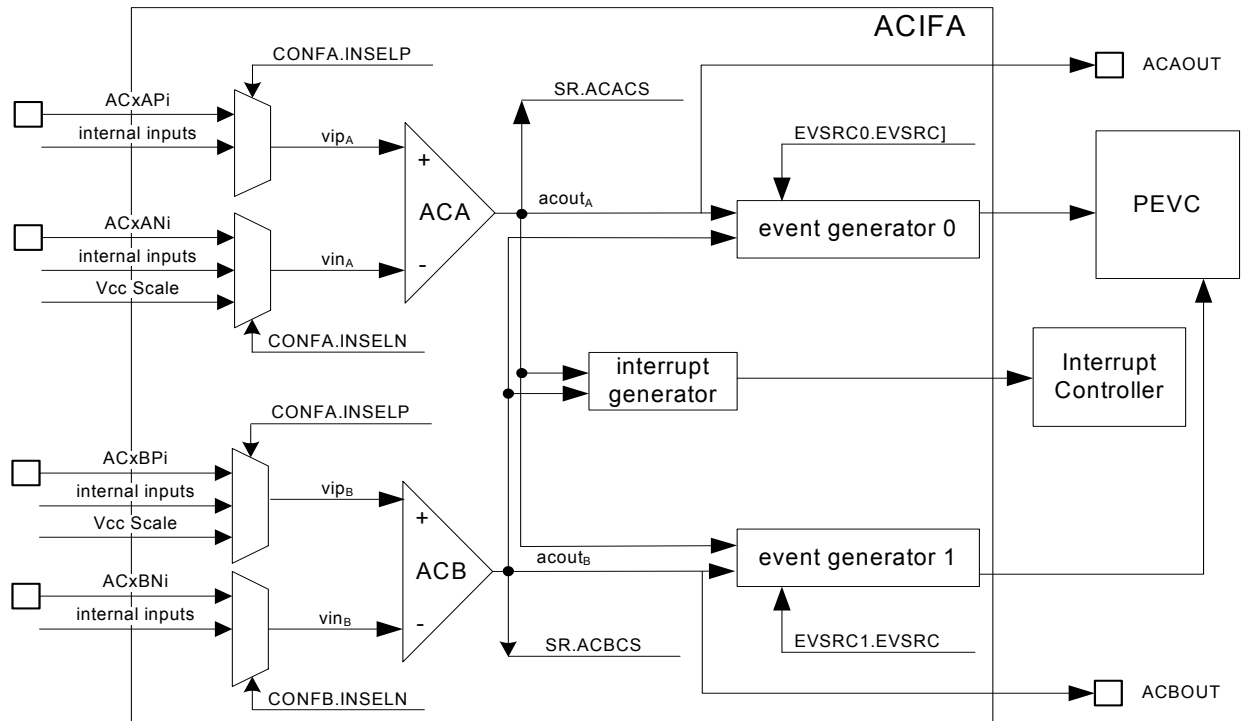 ACIFA
CONFA.INSELP
ACxAPi
internal inputs
vipA
SR.ACACS
ACAOUT
EVSRC0.EVSRC]
+
ACA
-
acoutA
event generator 0
PEVC
ACxANi
internal inputs
Vcc Scale
vinA
CONFA.INSELN
interrupt
generator
Interrupt
Controller
CONFA.INSELP
ACxBPi
internal inputs
Vcc Scale
vipB
+
ACB
-
acoutB
event generator 1
ACxBNi
internal inputs
vinB
SR.ACBCS
EVSRC1.EVSRC
CONFB.INSELN
ACBOUT